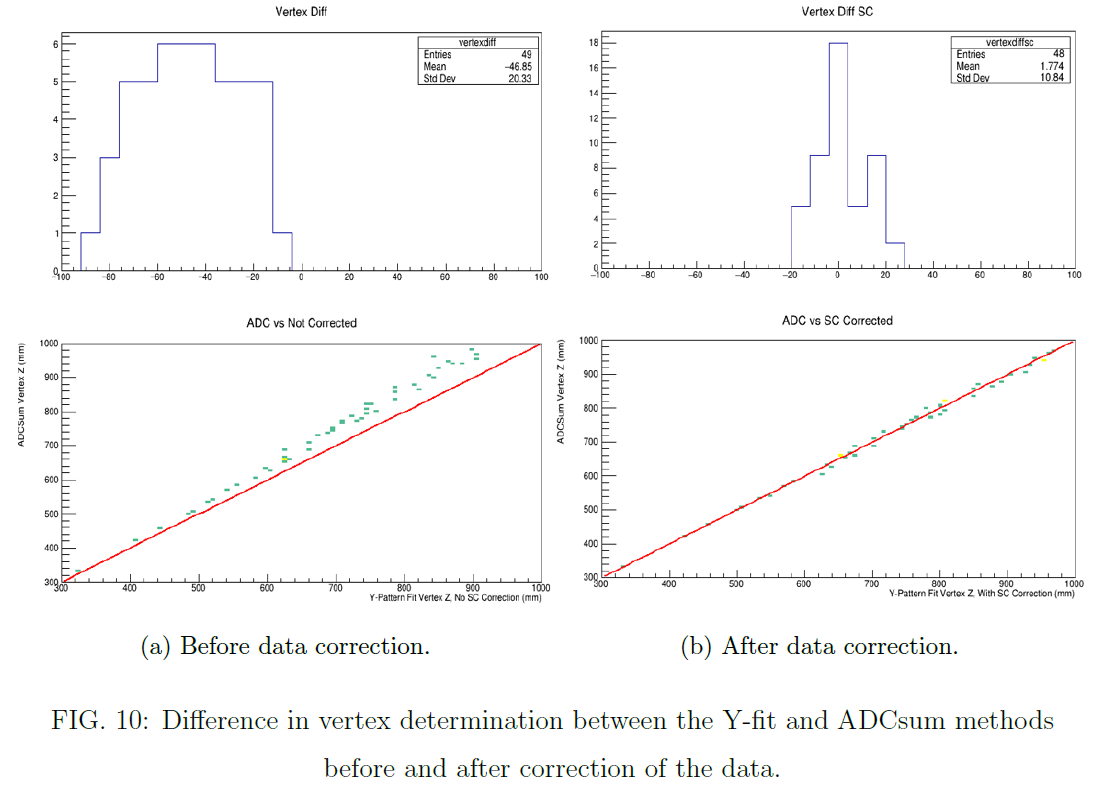 Vertex Diff
vertexdiff
Entries 49
Mean −46.85
Std Dev 20.33
6
5
4
3
2
1
0
−100 −80 −60 −40 −20 0 20 40 60 80 100
Vertex Diff SC
vertexdiffsc
Entries 48
Mean 1.774
Std Dev 10.84
18
16
14
12
10
8
6
4
2
0
−100 −80 −60 −40 −20 0 20 40 60 80 100
ADC vs Not Corrected
ADCSum Vertex Z (mm)
1000
900
800
700
600
500
400
300
300 400 500 600 700 800 900 1000
Y-Pattern Fit Vertex Z, No SC Correction (mm)
ADC vs SC Corrected
ADCSum Vertex Z (mm)
1000
900
800
700
600
500
400
300
300 400 500 600 700 800 900 1000
Y-Pattern Fit Vertex Z, With SC Correction (mm)
(a) Before data correction.
(b) After data correction.
FIG. 10: Difference in vertex determination between the Y-fit and ADCsum methods
before and after correction of the data.